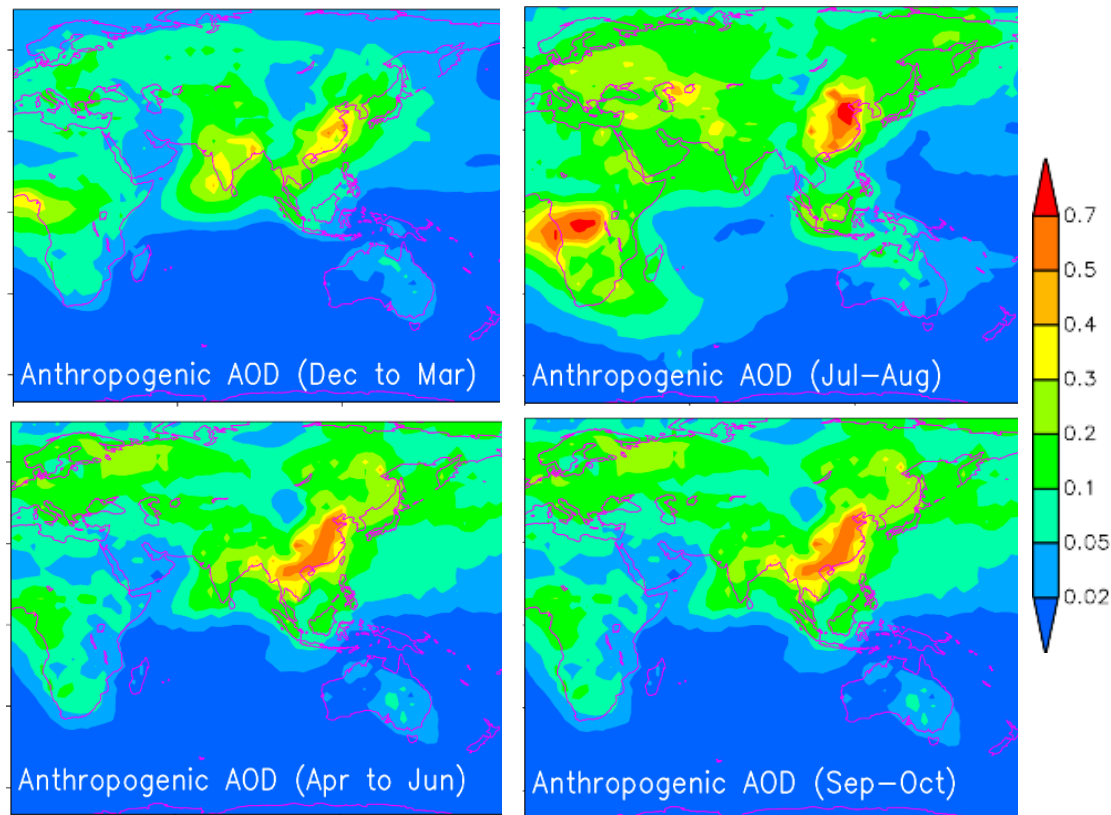 Anthropogenic AOD (Dec to Mar)
Anthropogenic AOD (Jul-Aug)
0.7
0.5
0.4
0.3
0.2
0.1
0.05
0.02
Anthropogenic AOD (Apr to Jun)
Anthropogenic AOD (Sep-Oct)